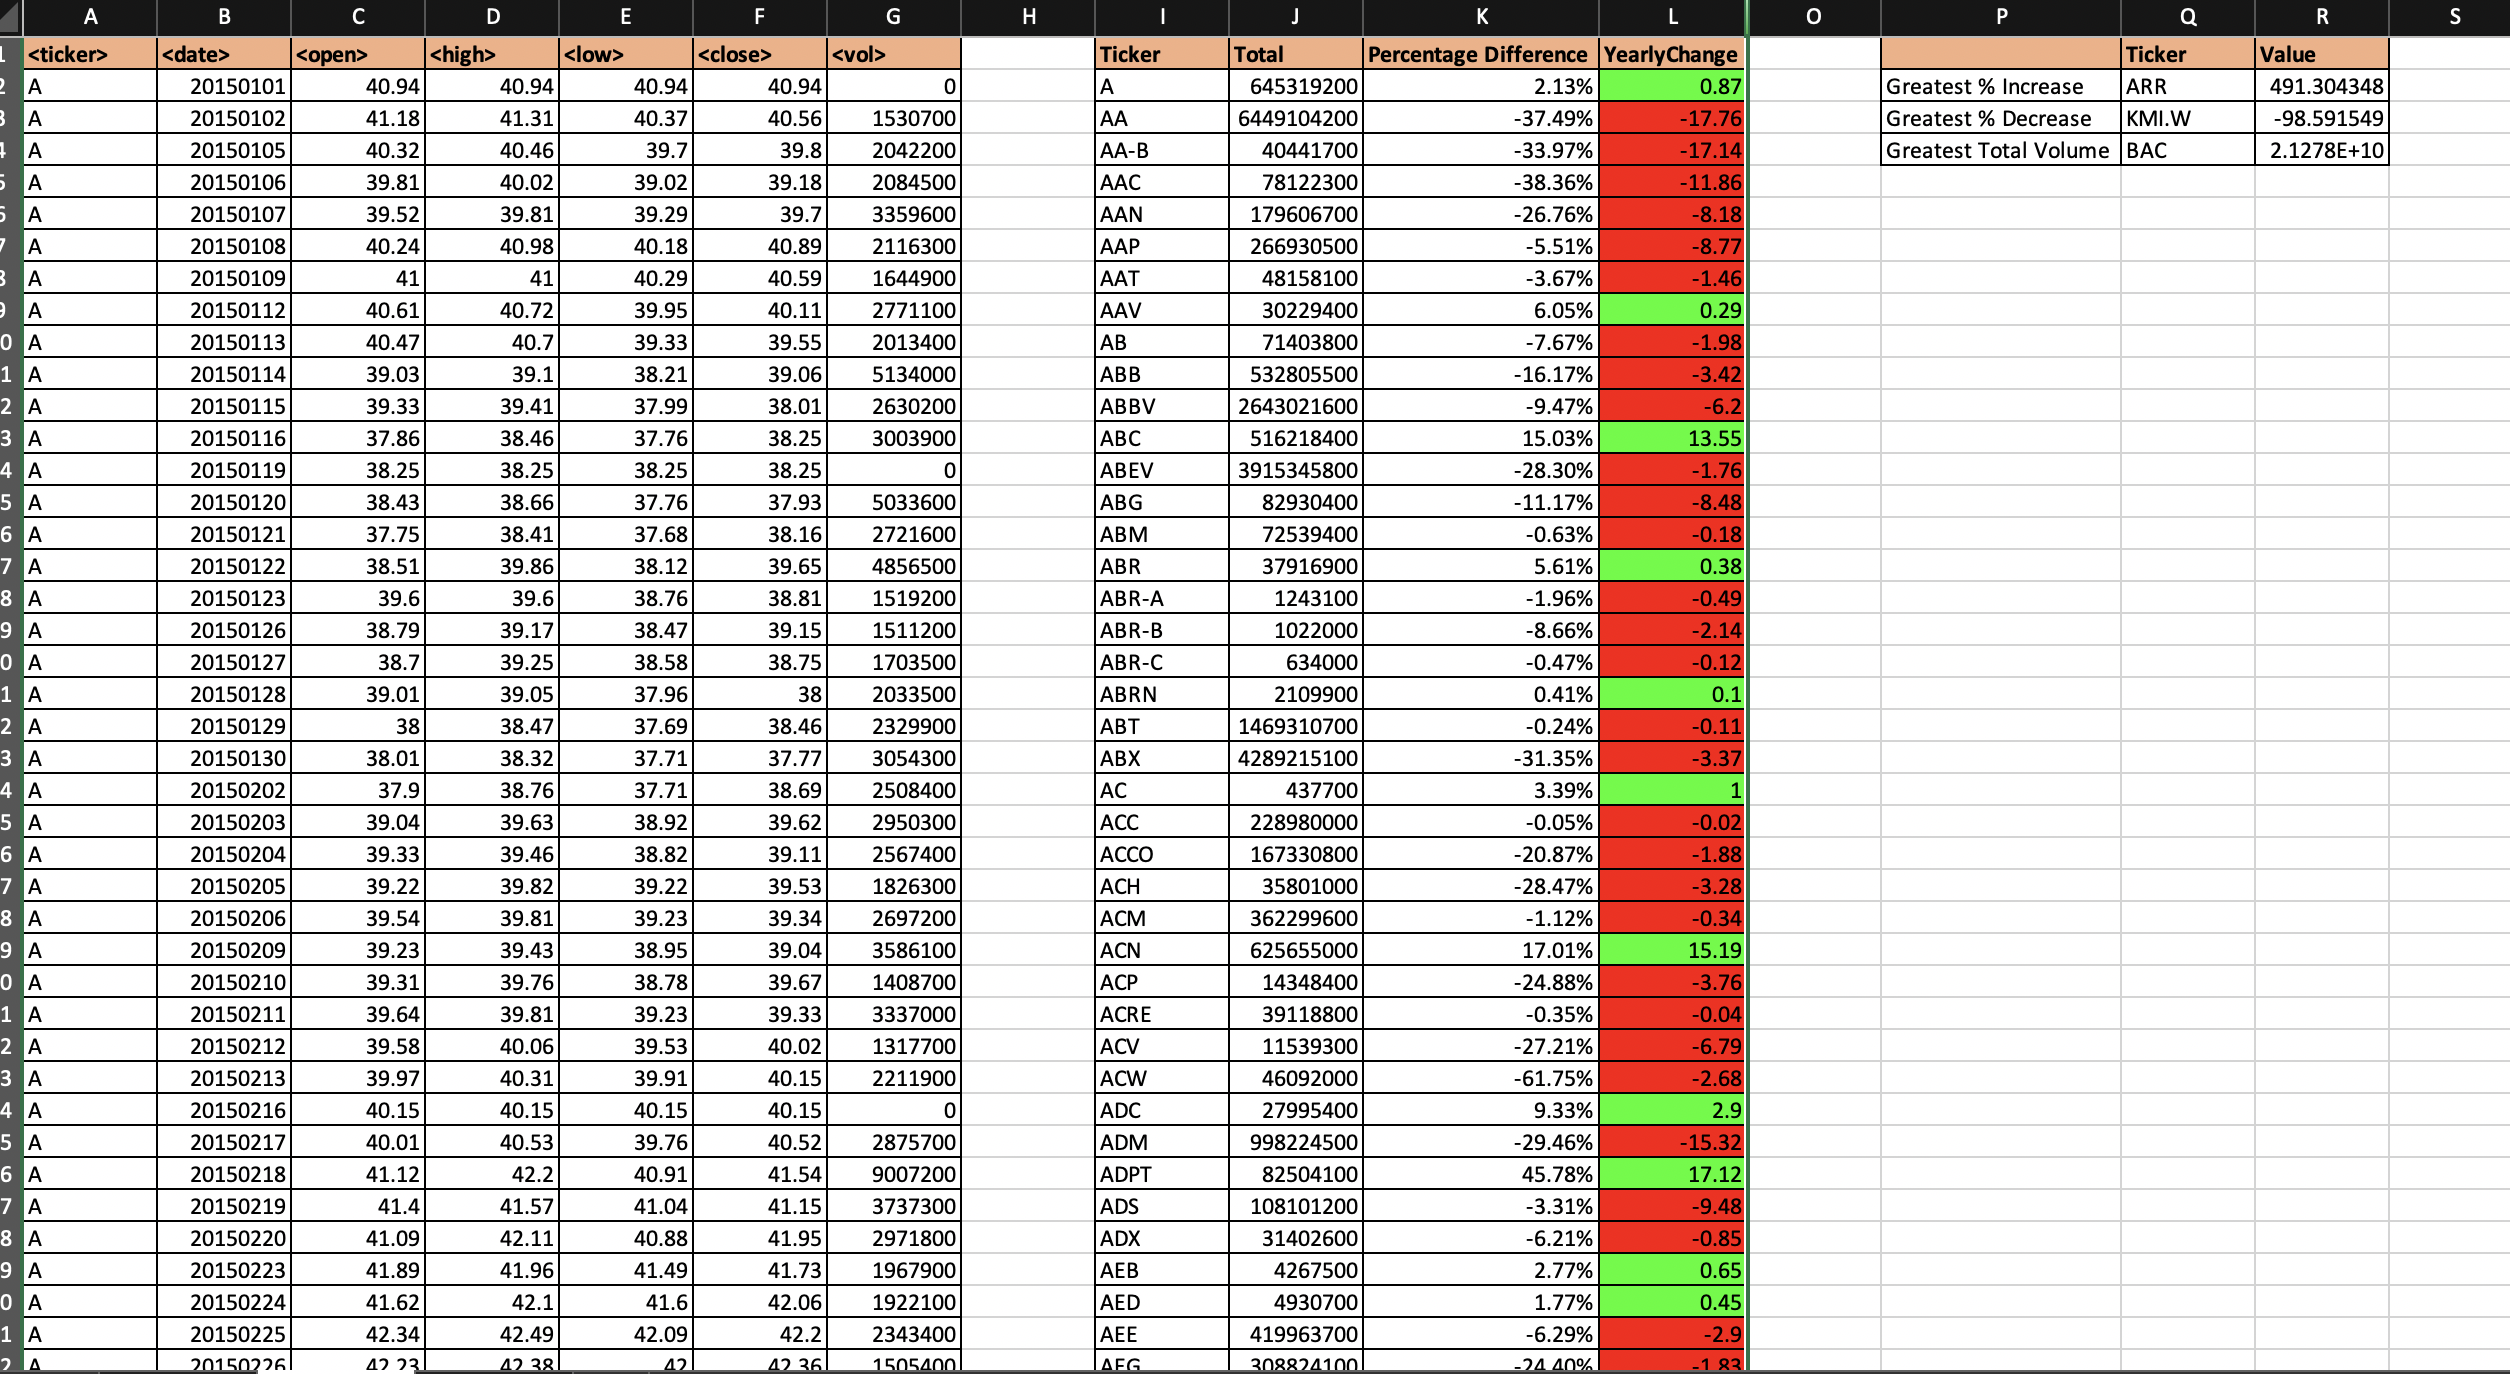 A B C D E F G H I J K L O P Q R S
1 <ticker> <date> <open> <high> <low> <close> <vol> Ticker Total Percentage Difference YearlyChange Ticker Value
2 A 20150101 40.94 40.94 40.94 40.94 0 A 645319200 2.13% 0.87 Greatest % Increase ARR 491.304348
3 A 20150102 41.18 41.31 40.37 40.56 1530700 AA 6449104200 -37.49% -17.76 Greatest % Decrease KMI.W -98.591549
4 A 20150105 40.32 40.46 39.7 39.8 2042200 AA-B 40441700 -33.97% -17.14 Greatest Total Volume BAC 2.1278E+10
5 A 20150106 39.81 40.02 39.02 39.18 2084500 AAC 78122300 -38.36% -11.86
6 A 20150107 39.52 39.81 39.29 39.7 3359600 AAN 179606700 -26.76% -8.18
7 A 20150108 40.24 40.98 40.18 40.89 2116300 AAP 266930500 -5.51% -8.77
8 A 20150109 41 41 40.29 40.59 1644900 AAT 48158100 -3.67% -1.46
9 A 20150112 40.61 40.72 39.95 40.11 2771100 AAV 30229400 6.05% 0.29
0 A 20150113 40.47 40.7 39.33 39.55 2013400 AB 71403800 -7.67% -1.98
1 A 20150114 39.03 39.1 38.21 39.06 5134000 ABB 532805500 -16.17% -3.42
2 A 20150115 39.33 39.41 37.99 38.01 2630200 ABBV 2643021600 -9.47% -6.2
3 A 20150116 37.86 38.46 37.76 38.25 3003900 ABC 516218400 15.03% 13.55
4 A 20150119 38.25 38.25 38.25 38.25 0 ABEV 3915345800 -28.30% -1.76
5 A 20150120 38.43 38.66 37.76 37.93 5033600 ABG 82930400 -11.17% -8.48
6 A 20150121 37.75 38.41 37.68 38.16 2721600 ABM 72539400 -0.63% -0.18
7 A 20150122 38.51 39.86 38.12 39.65 4856500 ABR 37916900 5.61% 0.38
8 A 20150123 39.6 39.6 38.76 38.81 1519200 ABR-A 1243100 -1.96% -0.49
9 A 20150126 38.79 39.17 38.47 39.15 1511200 ABR-B 1022000 -8.66% -2.14
0 A 20150127 38.7 39.25 38.58 38.75 1703500 ABR-C 634000 -0.47% -0.12
1 A 20150128 39.01 39.05 37.96 38 2033500 ABRN 2109900 0.41% 0.1
2 A 20150129 38 38.47 37.69 38.46 2329900 ABT 1469310700 -0.24% -0.11
3 A 20150130 38.01 38.32 37.71 37.77 3054300 ABX 4289215100 -31.35% -3.37
4 A 20150202 37.9 38.76 37.71 38.69 2508400 AC 437700 3.39% 1
5 A 20150203 39.04 39.63 38.92 39.62 2950300 ACC 228980000 -0.05% -0.02
6 A 20150204 39.33 39.46 38.82 39.11 2567400 ACCO 167330800 -20.87% -1.88
7 A 20150205 39.22 39.82 39.22 39.53 1826300 ACH 35801000 -28.47% -3.28
8 A 20150206 39.54 39.81 39.23 39.34 2697200 ACM 362299600 -1.12% -0.34
9 A 20150209 39.23 39.43 38.95 39.04 3586100 ACN 625655000 17.01% 15.19
0 A 20150210 39.31 39.76 38.78 39.67 1408700 ACP 14348400 -24.88% -3.76
1 A 20150211 39.64 39.81 39.23 39.33 3337000 ACRE 39118800 -0.35% -0.04
2 A 20150212 39.58 40.06 39.53 40.02 1317700 ACV 11539300 -27.21% -6.79
3 A 20150213 39.97 40.31 39.91 40.15 2211900 ACW 46092000 -61.75% -2.68
4 A 20150216 40.15 40.15 40.15 40.15 0 ADC 27995400 9.33% 2.9
5 A 20150217 40.01 40.53 39.76 40.52 2875700 ADM 998224500 -29.46% -15.32
6 A 20150218 41.12 42.2 40.91 41.54 9007200 ADPT 82504100 45.78% 17.12
7 A 20150219 41.4 41.57 41.04 41.15 3737300 ADS 108101200 -3.31% -9.48
8 A 20150220 41.09 42.11 40.88 41.95 2971800 ADX 31402600 -6.21% -0.85
9 A 20150223 41.89 41.96 41.49 41.73 1967900 AEB 4267500 2.77% 0.65
0 A 20150224 41.62 42.1 41.6 42.06 1922100 AED 4930700 1.77% 0.45
1 A 20150225 42.34 42.49 42.09 42.2 2343400 AEE 419963700 -6.29% -2.9
2 A 20150226 42.23 42.38 42 42.36 1505400 AEG 308824100 -24.40% -1.83